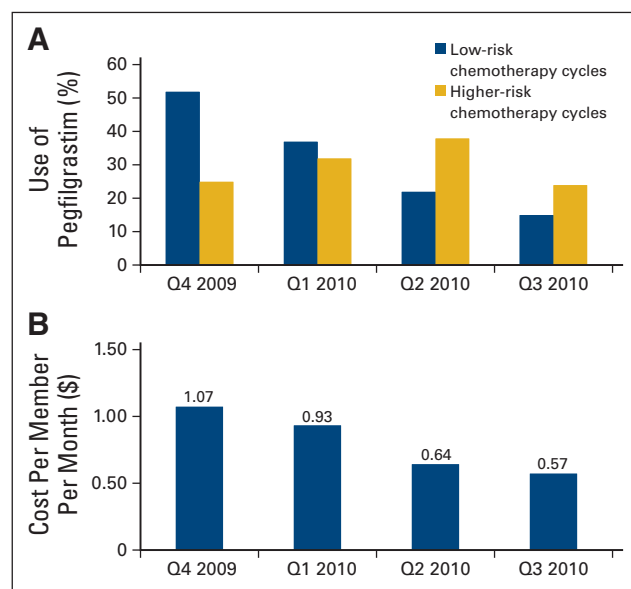 A
Low-risk
chemotherapy cycles
Higher-risk
chemotherapy cycles
Use of
Pegfilgrastim (%)
60
50
40
30
20
10
0
Q4 2009 Q1 2010 Q2 2010 Q3 2010
B
Cost Per Member
Per Month ($)
1.50
1.00
0.50
0
1.07
0.93
0.64
0.57
Q4 2009 Q1 2010 Q2 2010 Q3 2010